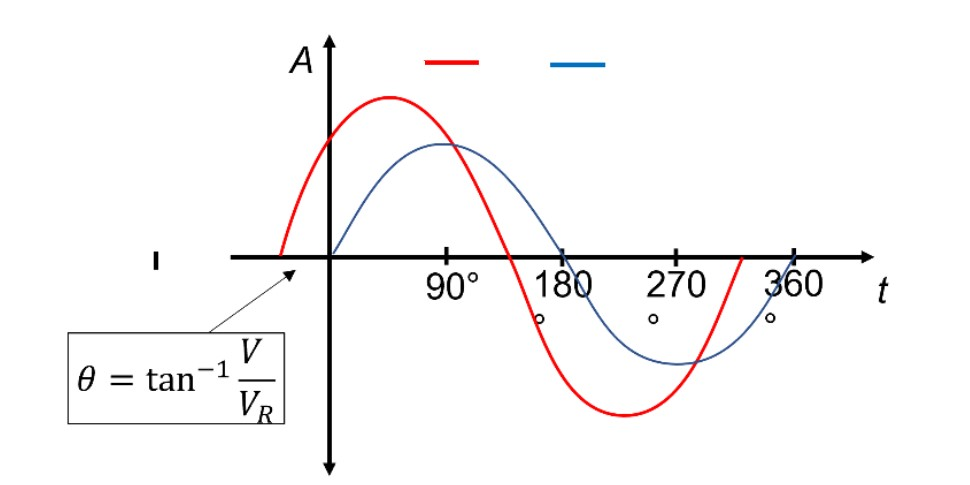 A
90° 180° 270° 360° t
θ = tan⁻¹ V/V_R